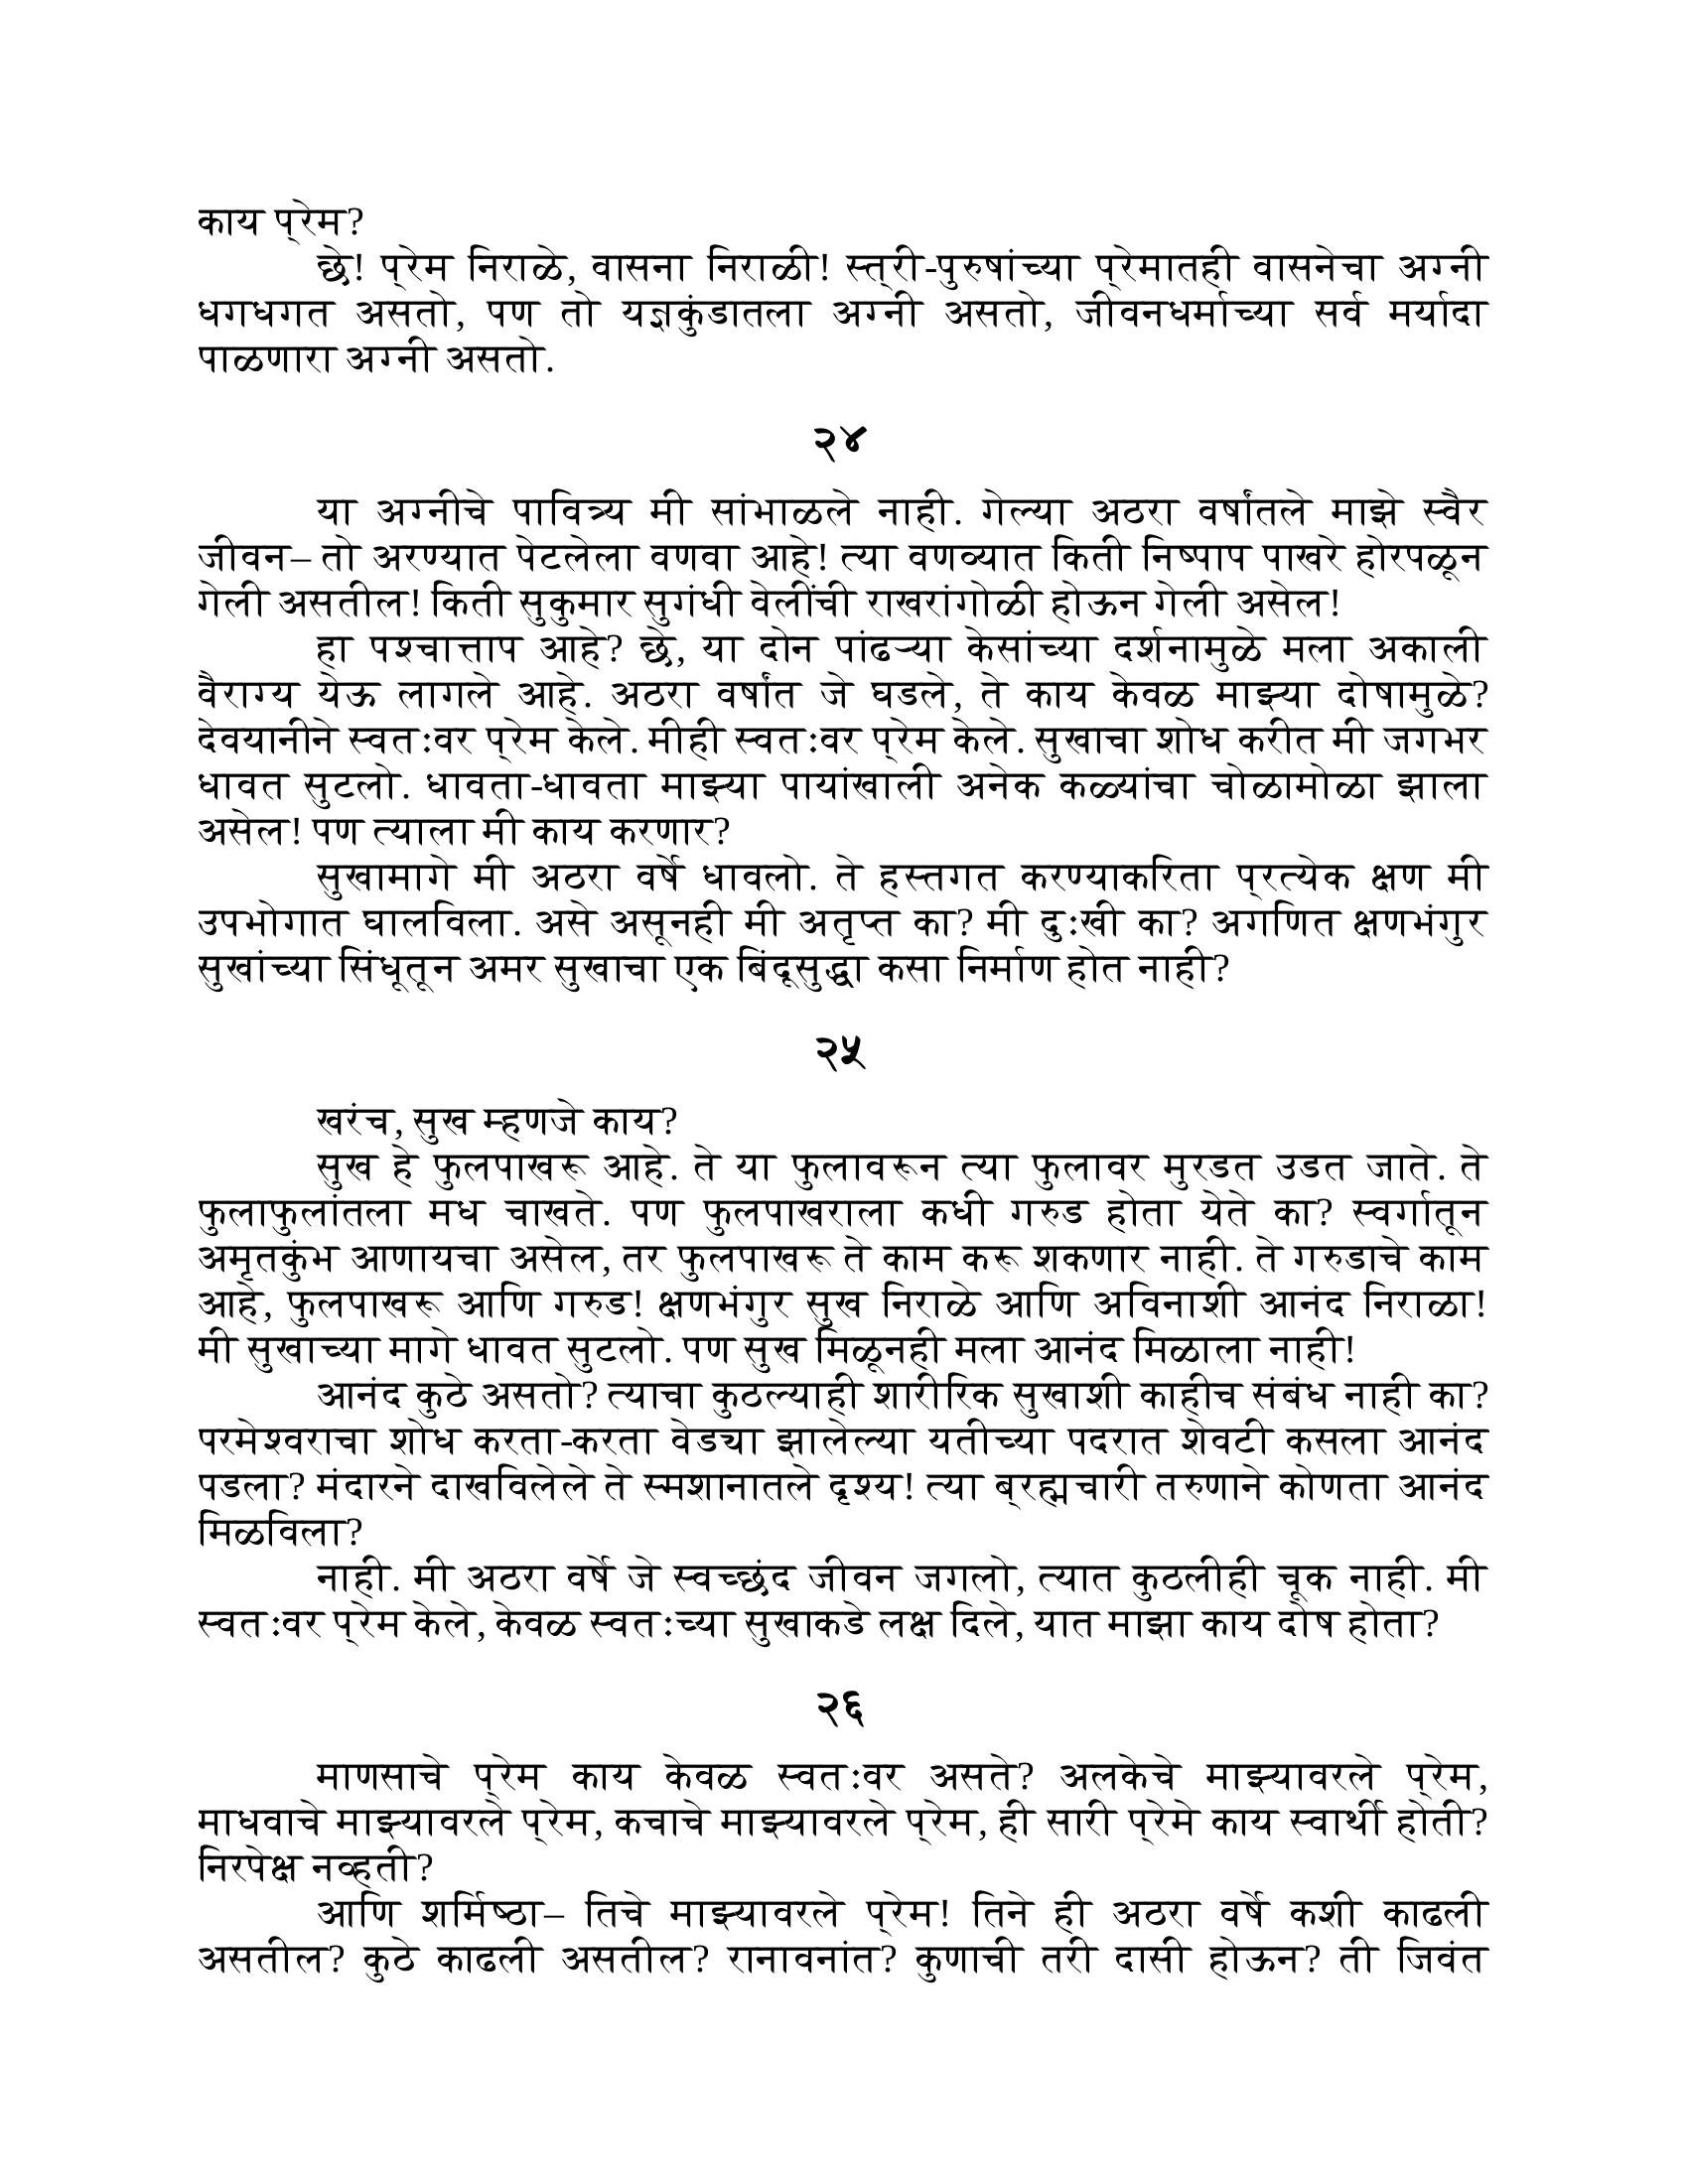 काय प्रेम?
छे! प्रेम निराळे, वासना निराळी! स्त्री-पुरुषांच्या प्रेमातही वासनेचा अग्नी
धगधगत असतो, पण तो यज्ञकुंडातला अग्नी असतो, जीवनधर्माच्या सर्व मर्यादा
पाळणारा अग्नी असतो.
२४
या अग्नीचे पावित्र्य मी सांभाळले नाही. गेल्या अठरा वर्षांतले माझे स्वैर
जीवन– तो अरण्यात पेटलेला वणवा आहे! त्या वणव्यात किती निष्पाप पाखरे होरपळून
गेली असतील! किती सुकुमार सुगंधी वेलींची राखरांगोळी होऊन गेली असेल!
हा पश्चात्ताप आहे? छे, या दोन पांढऱ्या केसांच्या दर्शनामुळे मला अकाली
वैराग्य येऊ लागले आहे. अठरा वर्षांत जे घडले, ते काय केवळ माझ्या दोषामुळे?
देवयानीने स्वतःवर प्रेम केले. मीही स्वतःवर प्रेम केले. सुखाचा शोध करीत मी जगभर
धावत सुटलो. धावता-धावता माझ्या पायांखाली अनेक कळ्यांचा चोळामोळा झाला
असेल! पण त्याला मी काय करणार?
सुखामागे मी अठरा वर्षे धावलो. ते हस्तगत करण्याकरिता प्रत्येक क्षण मी
उपभोगात घालविला. असे असूनही मी अतृप्त का? मी दुःखी का? अगणित क्षणभंगुर
सुखांच्या सिंधूतून अमर सुखाचा एक बिंदूसुद्धा कसा निर्माण होत नाही?
२५
खरंच, सुख म्हणजे काय?
सुख हे फुलपाखरू आहे. ते या फुलावरून त्या फुलावर मुरडत उडत जाते. ते
फुलाफुलांतला मध चाखते. पण फुलपाखराला कधी गरुड होता येते का? स्वर्गातून
अमृतकुंभ आणायचा असेल, तर फुलपाखरू ते काम करू शकणार नाही. ते गरुडाचे काम
आहे, फुलपाखरू आणि गरुड! क्षणभंगुर सुख निराळे आणि अविनाशी आनंद निराळा!
मी सुखाच्या मागे धावत सुटलो. पण सुख मिळूनही मला आनंद मिळाला नाही!
आनंद कुठे असतो? त्याचा कुठल्याही शारीरिक सुखाशी काहीच संबंध नाही का?
परमेश्वराचा शोध करता-करता वेड्या झालेल्या यतीच्या पदरात शेवटी कसला आनंद
पडला? मंदारने दाखविलेले ते स्मशानातले दृश्य! त्या ब्रह्मचारी तरुणाने कोणता आनंद
मिळविला?
नाही. मी अठरा वर्षे जे स्वच्छंद जीवन जगलो, त्यात कुठलीही चूक नाही. मी
स्वतःवर प्रेम केले, केवळ स्वतःच्या सुखाकडे लक्ष दिले, यात माझा काय दोष होता?
२६
माणसाचे प्रेम काय केवळ स्वतःवर असते? अलकेचे माझ्यावरले प्रेम,
माधवाचे माझ्यावरले प्रेम, कचाचे माझ्यावरले प्रेम, ही सारी प्रेमे काय स्वार्थी होती?
निरपेक्ष नव्हती?
आणि शर्मिष्ठा– तिचे माझ्यावरले प्रेम! तिने ही अठरा वर्षे कशी काढली
असतील? कुठे काढली असतील? रानावनांत? कुणाची तरी दासी होऊन? ती जिवंत